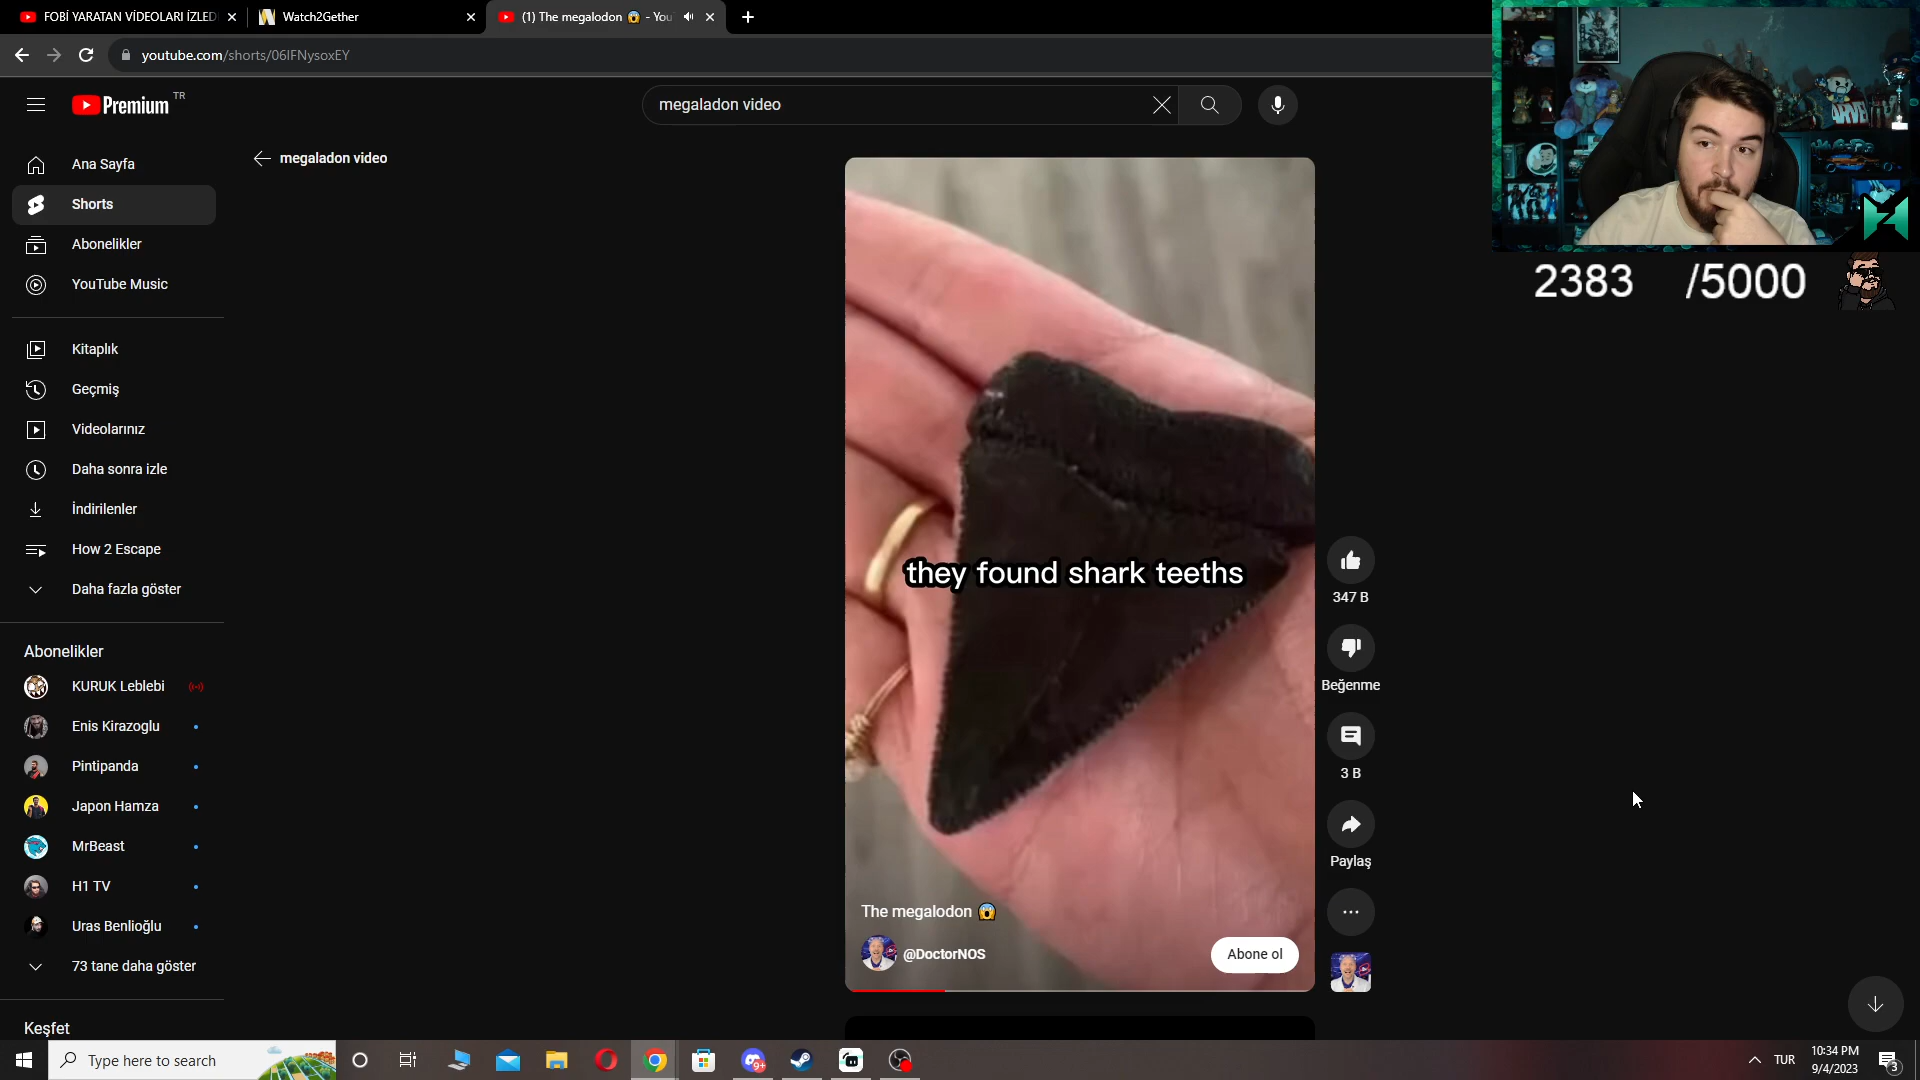 FOBİ YARATAN VİDEOLARI İZLED
Watch2Gether
(1) The megalodon 😱 - You
youtube.com/shorts/06IFNysoxEY
Premium TR
megaladon video
megaladon video
Ana Sayfa
Shorts
Abonelikler
YouTube Music
Kitaplık
Geçmiş
Videolarınız
Daha sonra izle
İndirilenler
How 2 Escape
Daha fazla göster
Abonelikler
KURUK Leblebi
Enis Kirazoglu
Pintipanda
Japon Hamza
MrBeast
H1 TV
Uras Benlioğlu
73 tane daha göster
Keşfet
they found shark teeths
The megalodon 😱
@DoctorNOS
Abone ol
347 B
Beğenme
3 B
Paylaş
2383 /5000
Type here to search
9+
TUR
10:34 PM
9/4/2023
3